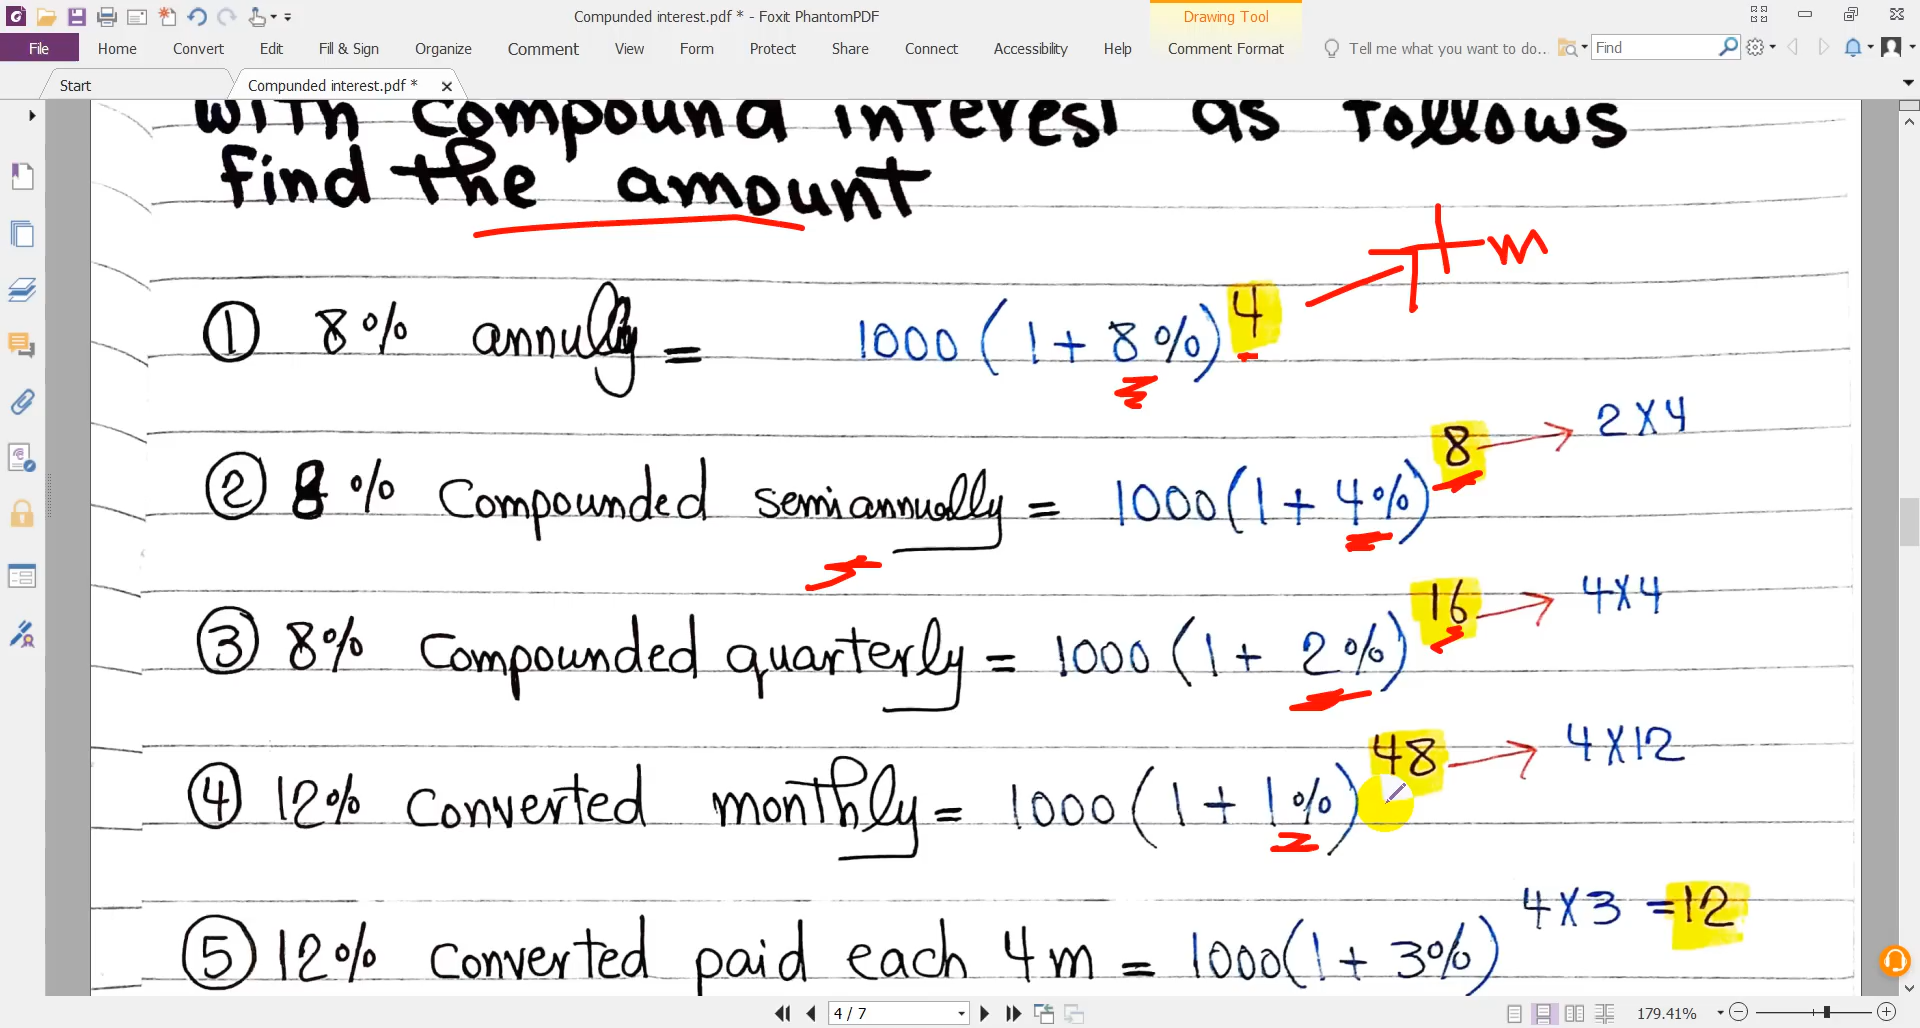 Compunded interest.pdf * - Foxit PhantomPDF
Drawing Tool
File Home Convert Edit Fill & Sign Organize Comment View Form Protect Share Connect Accessibility Help Comment Format Tell me what you want to do.. Find
Start Compunded interest.pdf *
with compound interest as follows
find the amount
T + m
① 8% annully = 1000 ( 1 + 8%)^4
② 8 % Compounded semiannually = 1000 (1 + 4%)^8 → 2X4
③ 8% Compounded quarterly = 1000 (1 + 2%)^16 → 4X4
④ 12% Converted monthly = 1000 ( 1 + 1%)^48 → 4X12
4X3 = 12
⑤ 12% Converted paid each 4m = 1000(1 + 3%)
4 / 7 179.41%